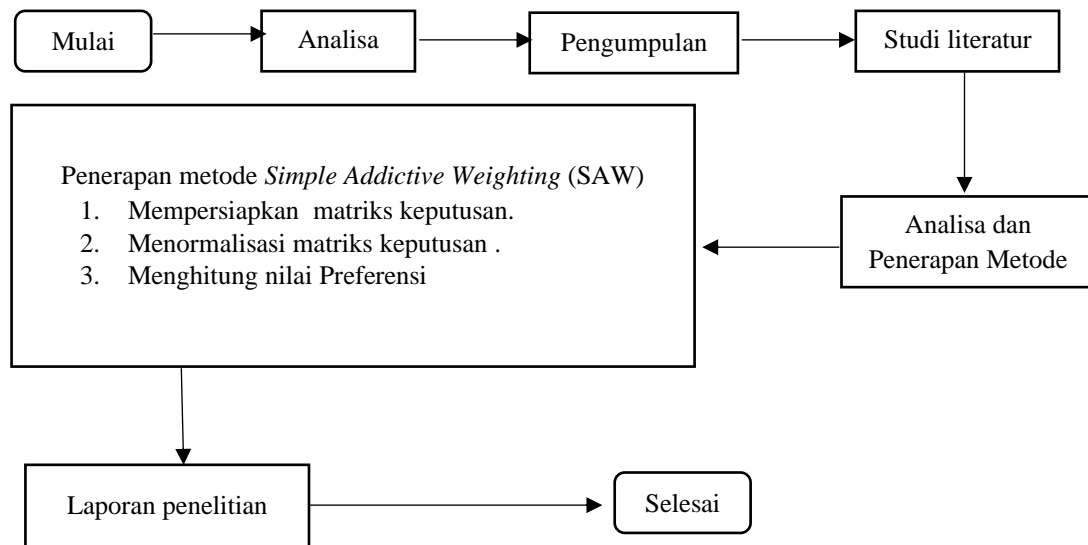 Mulai
Analisa
Pengumpulan
Studi literatur
Analisa dan
Penerapan Metode
Penerapan metode Simple Addictive Weighting (SAW)
1. Mempersiapkan matriks keputusan.
2. Menormalisasi matriks keputusan .
3. Menghitung nilai Preferensi
Laporan penelitian
Selesai